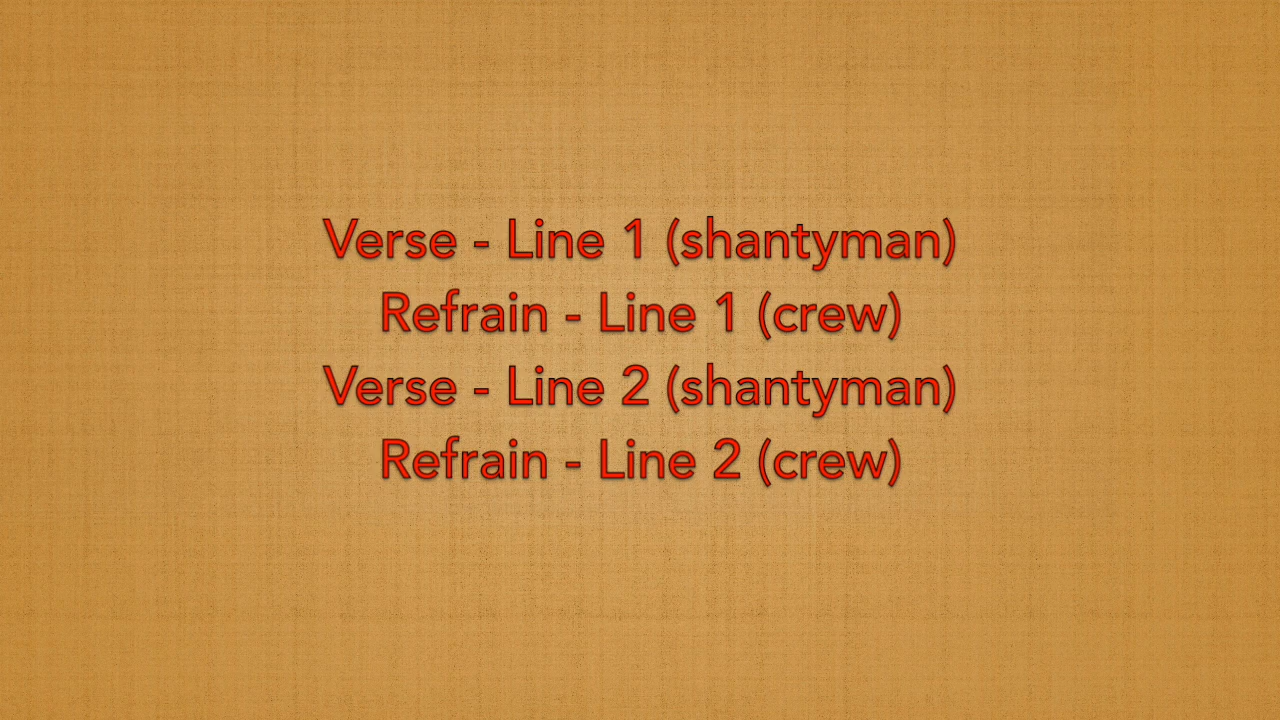 Verse - Line 1 (shantyman)
Refrain - Line 1 (crew)
Verse - Line 2 (shantyman)
Refrain - Line 2 (crew)